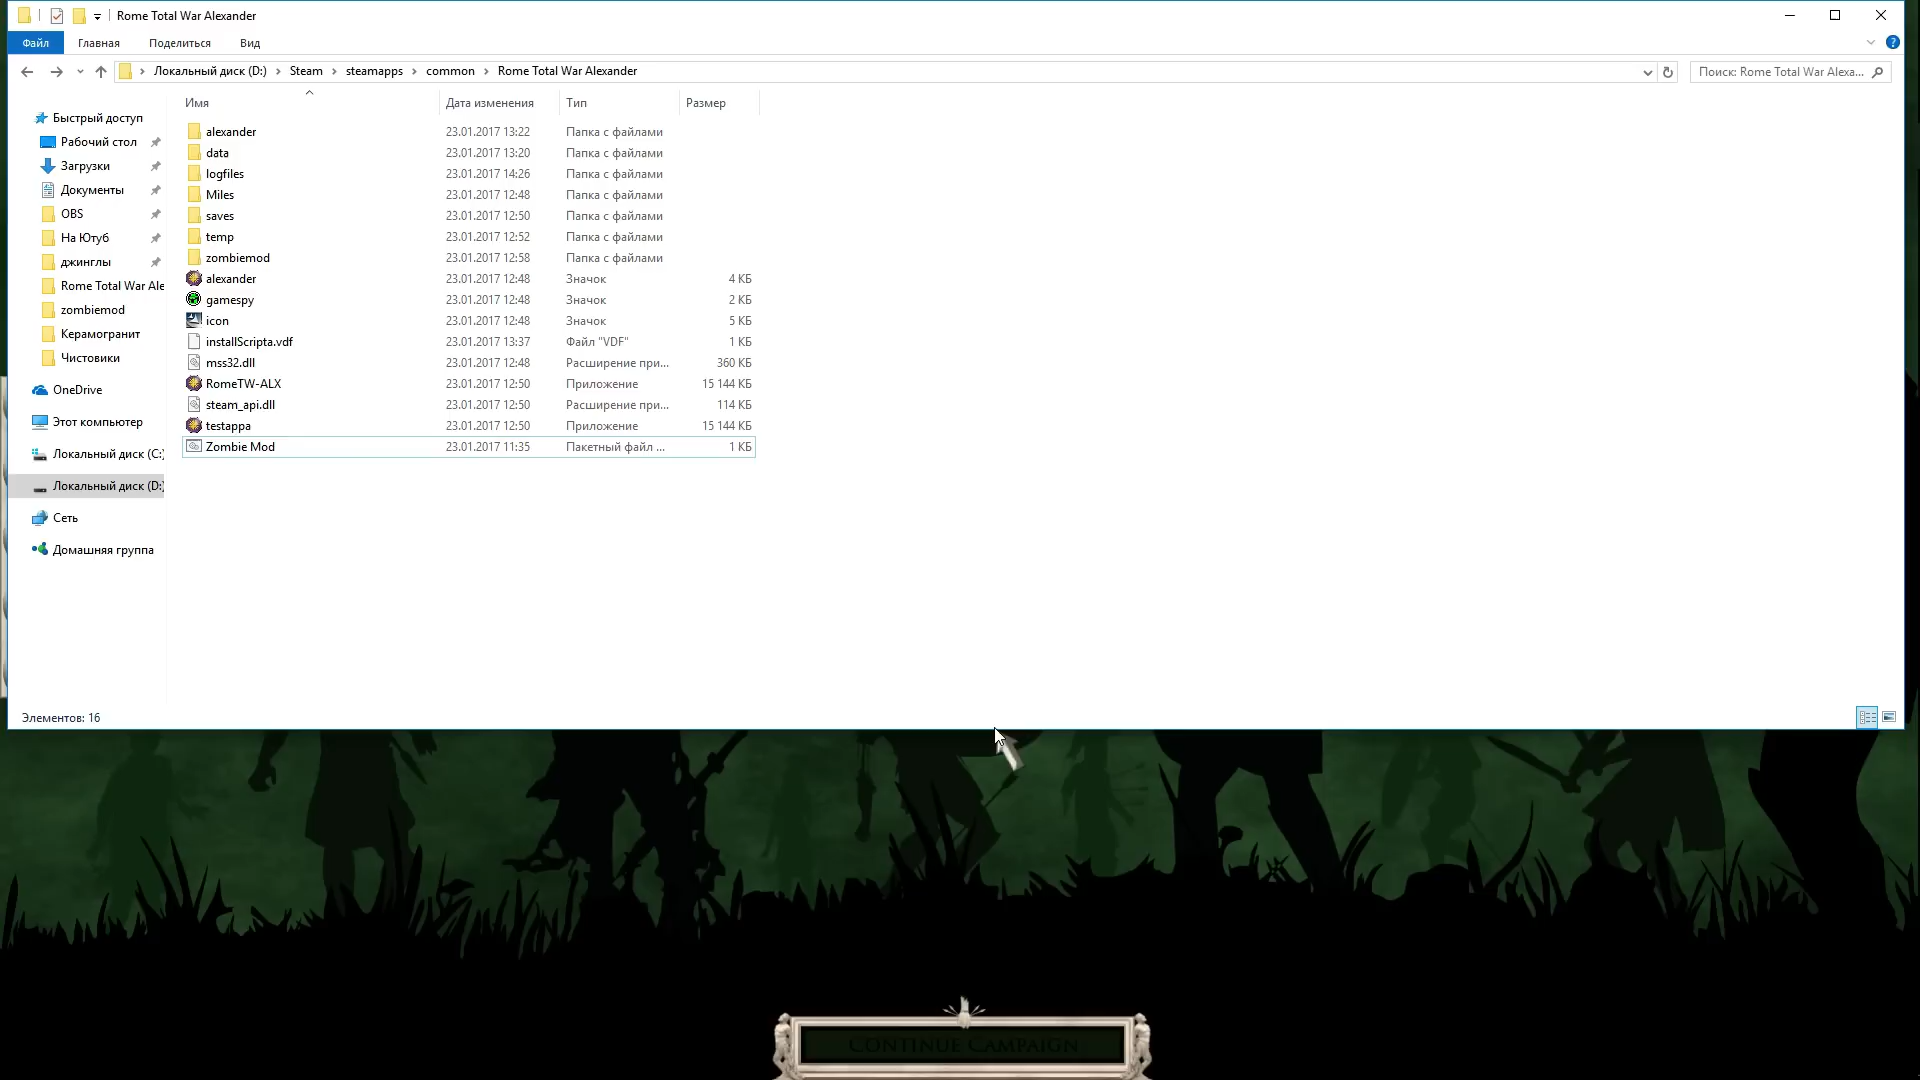 Rome Total War Alexander
Файл Главная Поделиться Вид
Локальный диск (D:) Steam steamapps common Rome Total War Alexander Поиск: Rome Total War Alexa...
Имя Дата изменения Тип Размер
Быстрый доступ
Рабочий стол
Загрузки
Документы
OBS
На Ютуб
джинглы
Rome Total War Ale
zombiemod
Керамогранит
Чистовики
OneDrive
Этот компьютер
Локальный диск (C:)
Локальный диск (D:)
Сеть
Домашняя группа
alexander 23.01.2017 13:22 Папка с файлами
data 23.01.2017 13:20 Папка с файлами
logfiles 23.01.2017 14:26 Папка с файлами
Miles 23.01.2017 12:48 Папка с файлами
saves 23.01.2017 12:50 Папка с файлами
temp 23.01.2017 12:52 Папка с файлами
zombiemod 23.01.2017 12:58 Папка с файлами
alexander 23.01.2017 12:48 Значок 4 КБ
gamespy 23.01.2017 12:48 Значок 2 КБ
icon 23.01.2017 12:48 Значок 5 КБ
installScripta.vdf 23.01.2017 13:37 Файл "VDF" 1 КБ
mss32.dll 23.01.2017 12:48 Расширение при... 360 КБ
RomeTW-ALX 23.01.2017 12:50 Приложение 15 144 КБ
steam_api.dll 23.01.2017 12:50 Расширение при... 114 КБ
testappa 23.01.2017 12:50 Приложение 15 144 КБ
Zombie Mod 23.01.2017 11:35 Пакетный файл ... 1 КБ
Элементов: 16
Continue Campaign